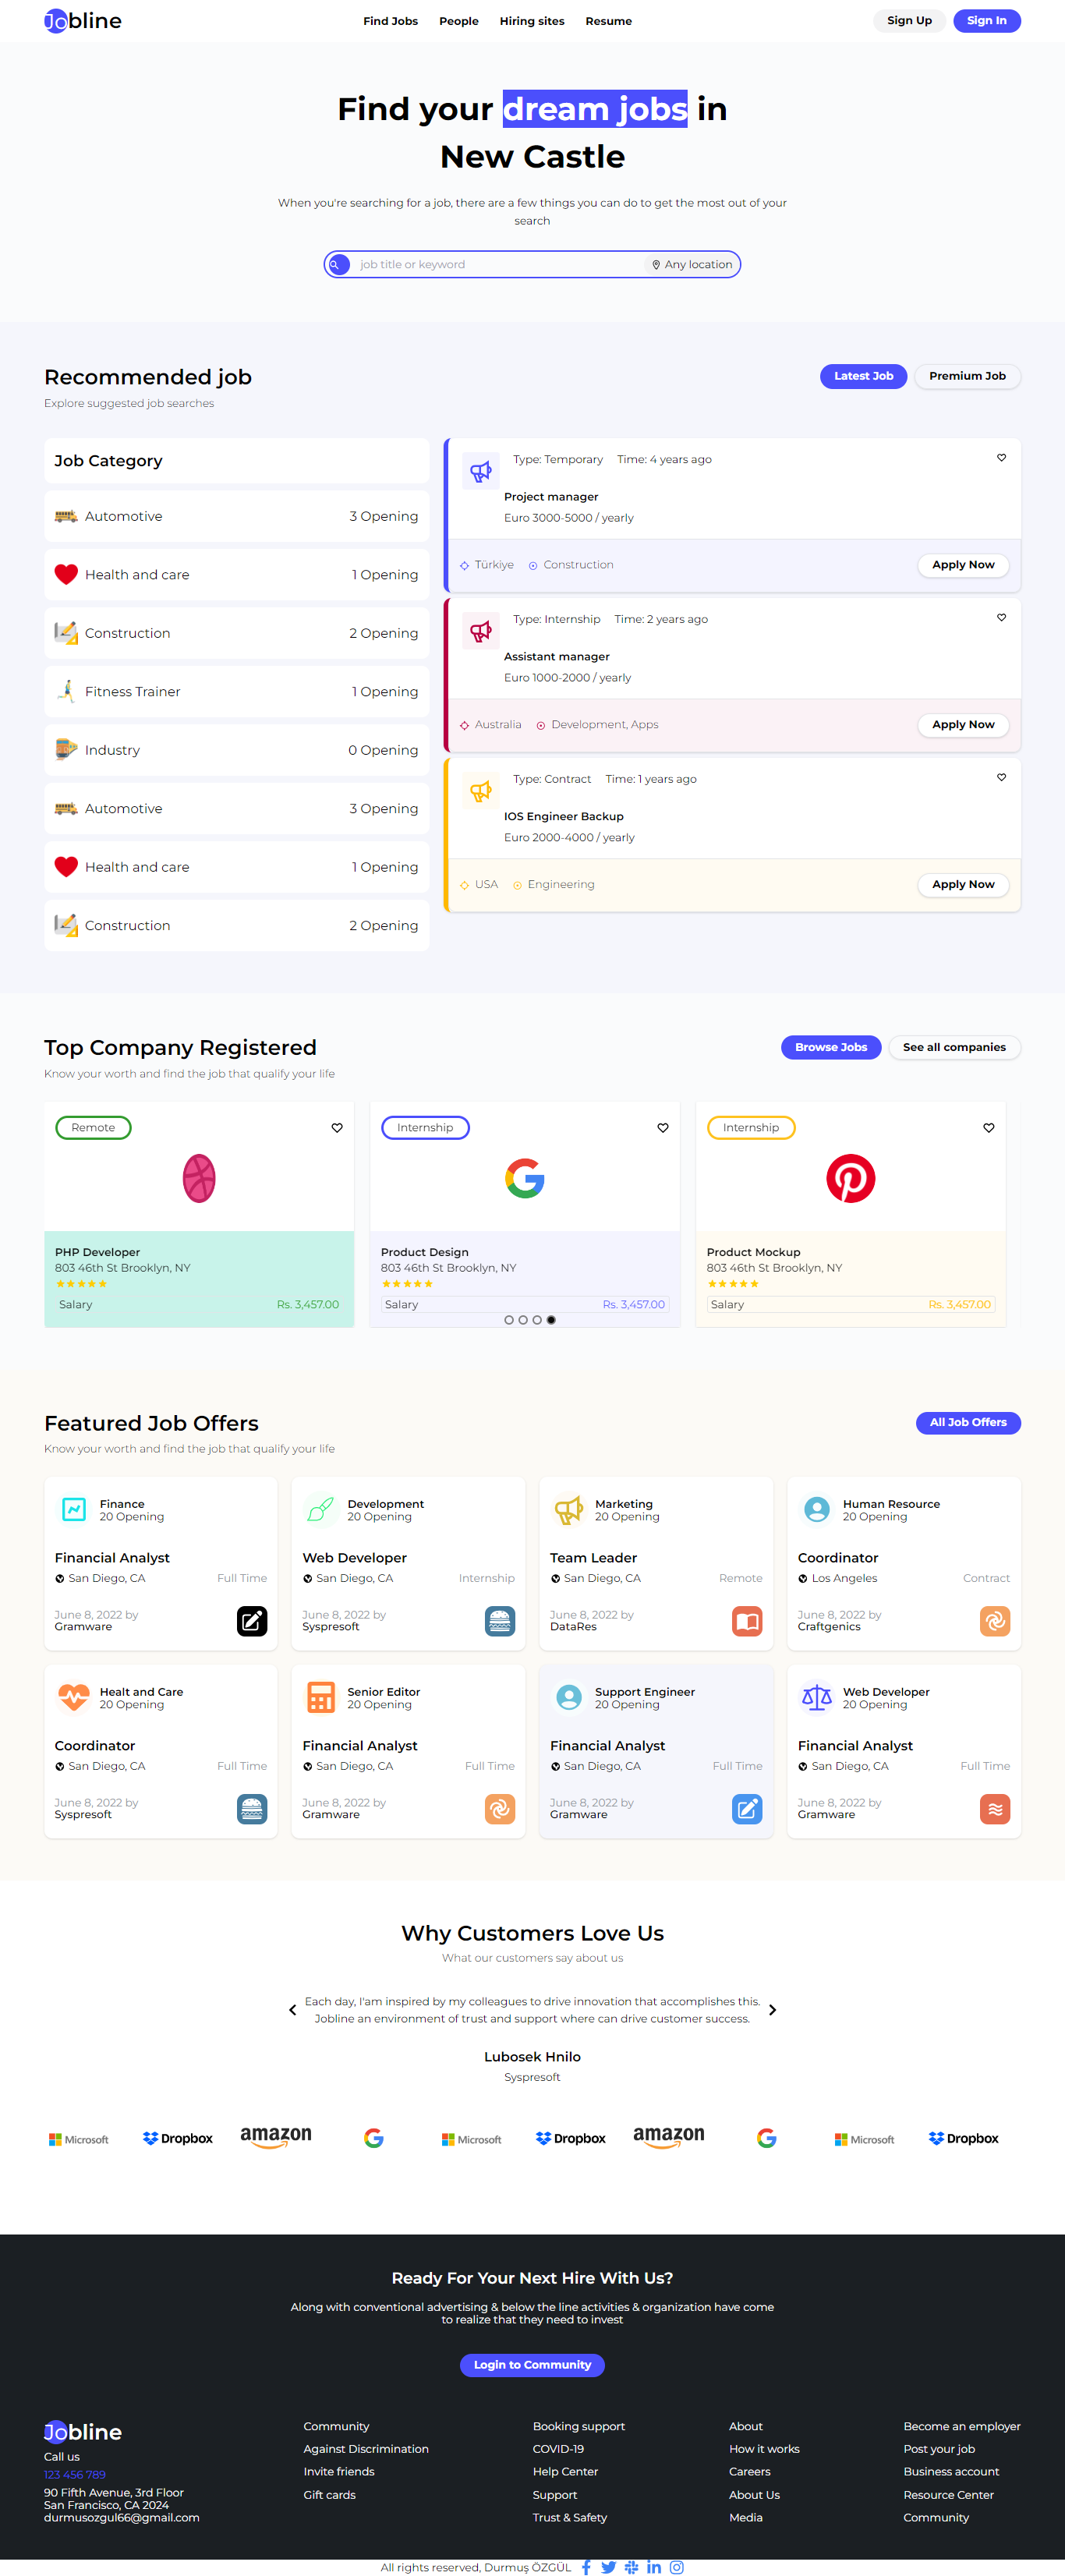 Jobline
Find Jobs
People
Hiring sites
Resume
Sign Up
Sign In
Find your dream jobs in
New Castle
When you're searching for a job, there are a few things you can do to get the most out of your
search
job title or keyword
Any location
Recommended job
Explore suggested job searches
Latest Job
Premium Job
Job Category
Automotive 3 Opening
Health and care 1 Opening
Construction 2 Opening
Fitness Trainer 1 Opening
Industry 0 Opening
Automotive 3 Opening
Health and care 1 Opening
Construction 2 Opening
Type: Temporary Time: 4 years ago
Project manager
Euro 3000-5000 / yearly
Türkiye Construction
Apply Now
Type: Internship Time: 2 years ago
Assistant manager
Euro 1000-2000 / yearly
Australia Development, Apps
Apply Now
Type: Contract Time: 1 years ago
IOS Engineer Backup
Euro 2000-4000 / yearly
USA Engineering
Apply Now
Top Company Registered
Know your worth and find the job that qualify your life
Browse Jobs
See all companies
Remote
PHP Developer
803 46th St Brooklyn, NY
Salary Rs. 3,457.00
Internship
Product Design
803 46th St Brooklyn, NY
Salary Rs. 3,457.00
Internship
Product Mockup
803 46th St Brooklyn, NY
Salary Rs. 3,457.00
Featured Job Offers
Know your worth and find the job that qualify your life
All Job Offers
Finance
20 Opening
Financial Analyst
San Diego, CA Full Time
June 8, 2022 by
Gramware
Development
20 Opening
Web Developer
San Diego, CA Internship
June 8, 2022 by
Syspresoft
Marketing
20 Opening
Team Leader
San Diego, CA Remote
June 8, 2022 by
DataRes
Human Resource
20 Opening
Coordinator
Los Angeles Contract
June 8, 2022 by
Craftgenics
Healt and Care
20 Opening
Coordinator
San Diego, CA Full Time
June 8, 2022 by
Syspresoft
Senior Editor
20 Opening
Financial Analyst
San Diego, CA Full Time
June 8, 2022 by
Gramware
Support Engineer
20 Opening
Financial Analyst
San Diego, CA Full Time
June 8, 2022 by
Gramware
Web Developer
20 Opening
Financial Analyst
San Diego, CA Full Time
June 8, 2022 by
Gramware
Why Customers Love Us
What our customers say about us
Each day, I'am inspired by my colleagues to drive innovation that accomplishes this.
Jobline an environment of trust and support where can drive customer success.
Lubosek Hnilo
Syspresoft
Microsoft Dropbox amazon G Microsoft Dropbox amazon G Microsoft Dropbox
Ready For Your Next Hire With Us?
Along with conventional advertising & below the line activities & organization have come
to realize that they need to invest
Login to Community
Jobline
Call us
123 456 789
90 Fifth Avenue, 3rd Floor
San Francisco, CA 2024
durmusozgul66@gmail.com
Community
Against Discrimination
Invite friends
Gift cards
Booking support
COVID-19
Help Center
Support
Trust & Safety
About
How it works
Careers
About Us
Media
Become an employer
Post your job
Business account
Resource Center
Community
All rights reserved, Durmuş ÖZGÜL